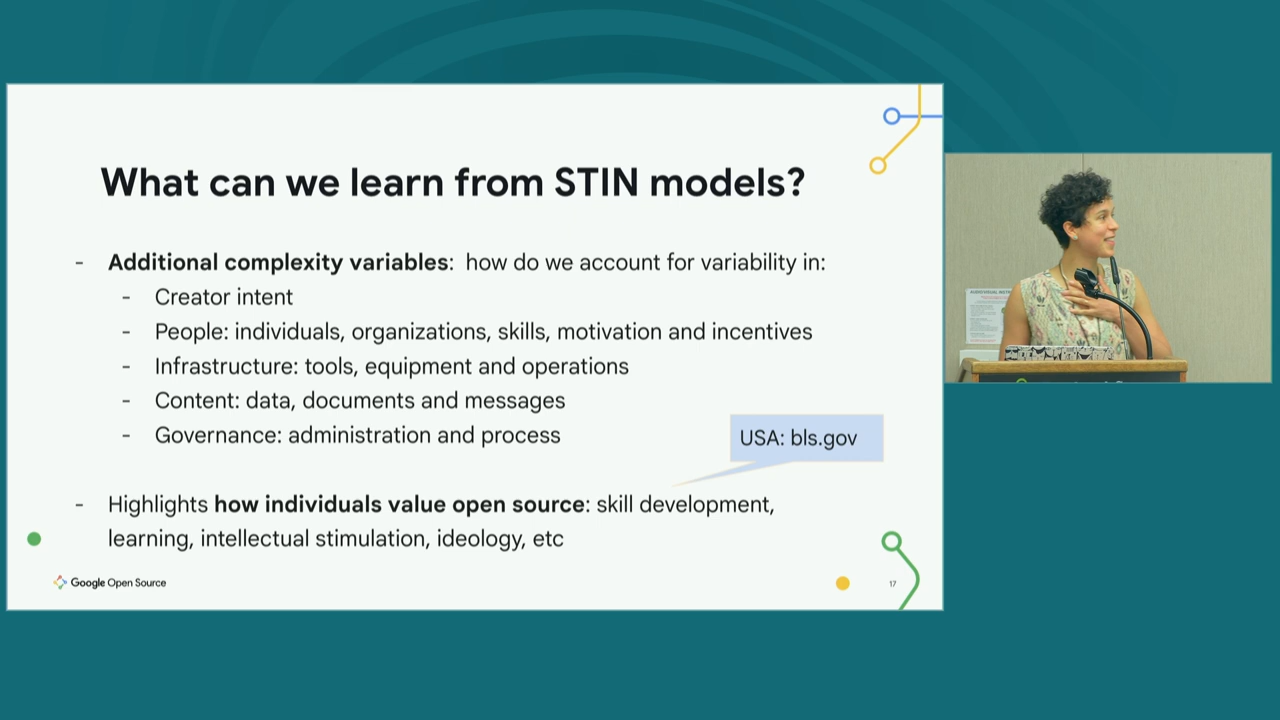 What can we learn from STIN models?
- Additional complexity variables: how do we account for variability in:
- Creator intent
- People: individuals, organizations, skills, motivation and incentives
- Infrastructure: tools, equipment and operations
- Content: data, documents and messages
- Governance: administration and process
USA: bls.gov
- Highlights how individuals value open source: skill development,
learning, intellectual stimulation, ideology, etc
Google Open Source
17